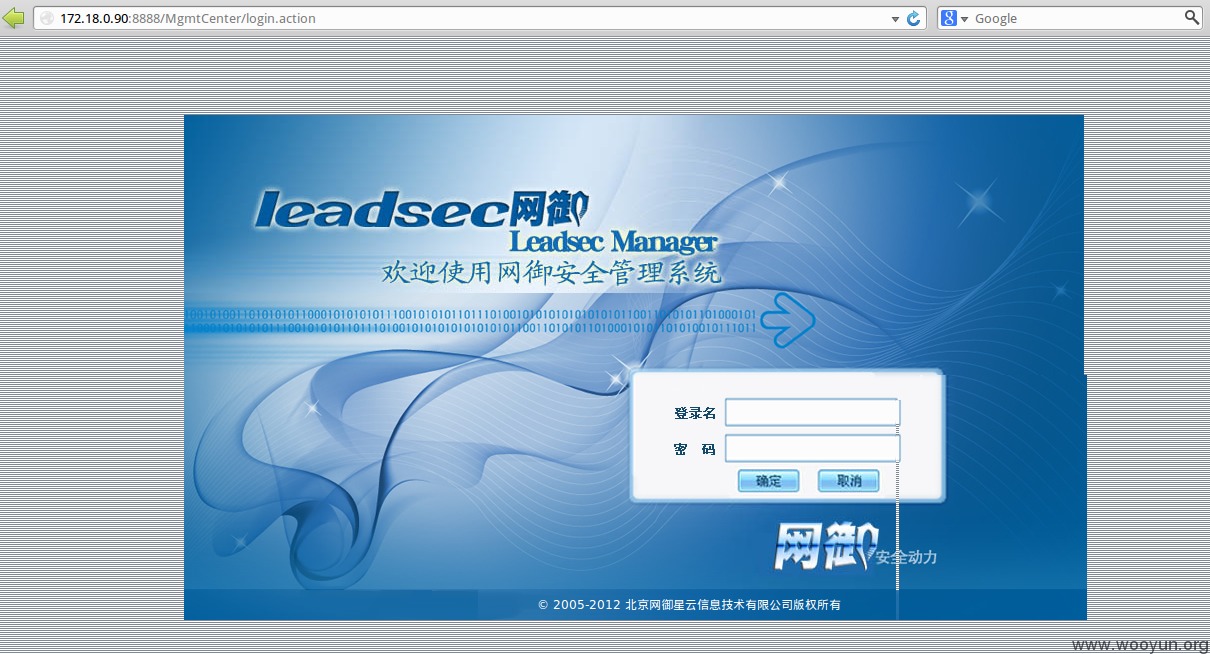 172.18.0.90:8888/MgmtCenter/login.action
Google
leadsec网御
Leadsec Manager
欢迎使用网御安全管理系统
登录名
密 码
确定 取消
网御安全动力
© 2005-2012 北京网御星云信息技术有限公司版权所有
www.wooyun.org